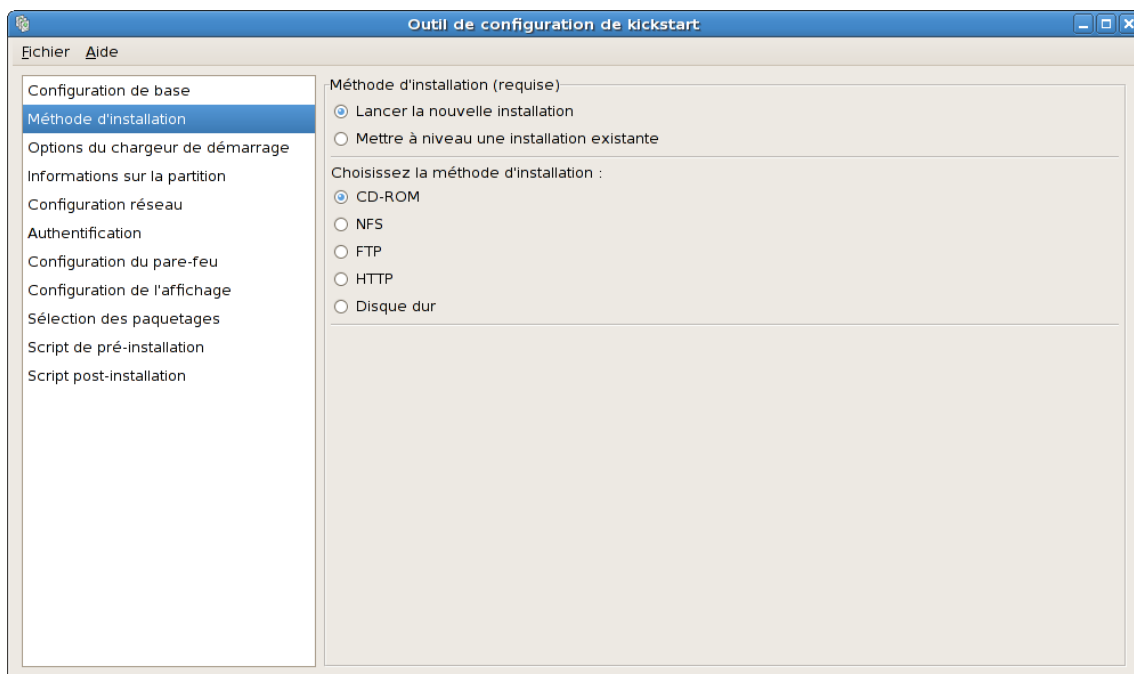 Outil de configuration de kickstart
Fichier Aide
Configuration de base
Méthode d'installation
Options du chargeur de démarrage
Informations sur la partition
Configuration réseau
Authentification
Configuration du pare-feu
Configuration de l'affichage
Sélection des paquetages
Script de pré-installation
Script post-installation
Méthode d'installation (requise)
Lancer la nouvelle installation
Mettre à niveau une installation existante
Choisissez la méthode d'installation :
CD-ROM
NFS
FTP
HTTP
Disque dur